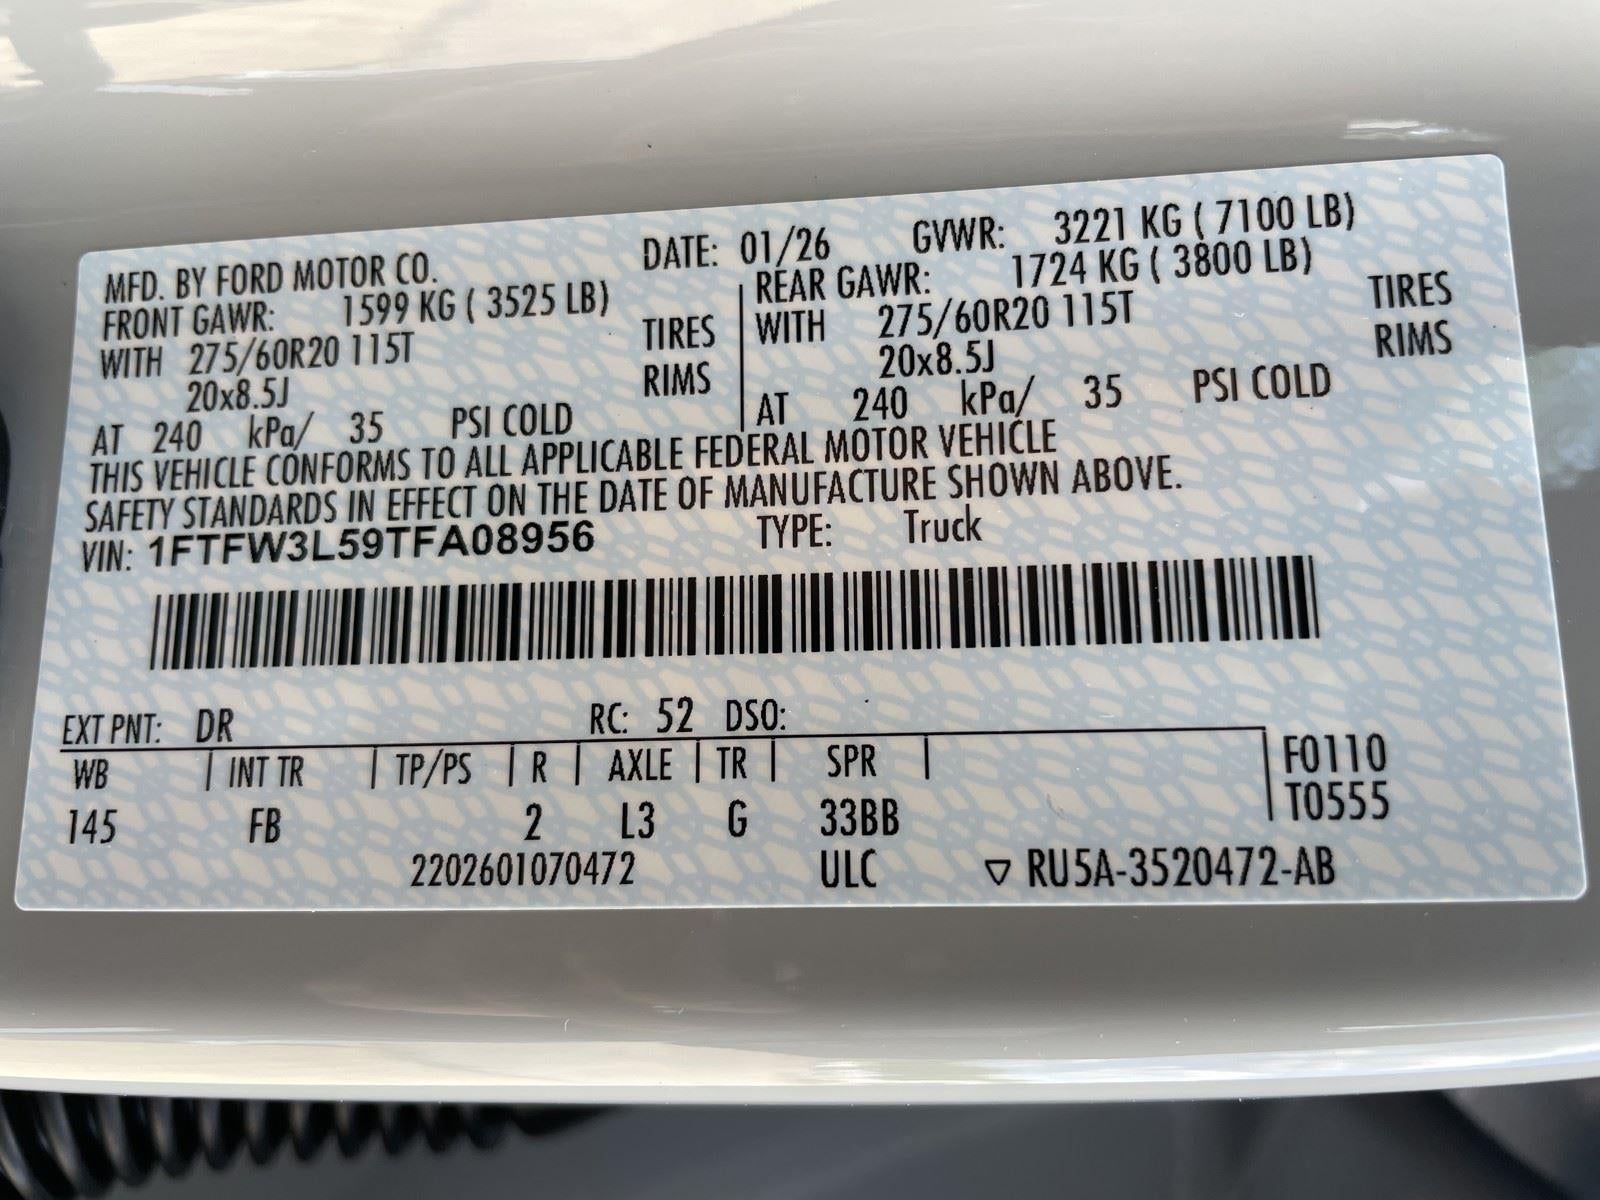 MFD. BY FORD MOTOR CO. DATE: 01/26 GVWR: 3221 KG ( 7100 LB)
FRONT GAWR: 1599 KG ( 3525 LB) REAR GAWR: 1724 KG ( 3800 LB)
WITH 275/60R20 115T TIRES WITH 275/60R20 115T TIRES
20x8.5J RIMS 20x8.5J RIMS
AT 240 kPa/ 35 PSI COLD AT 240 kPa/ 35 PSI COLD
THIS VEHICLE CONFORMS TO ALL APPLICABLE FEDERAL MOTOR VEHICLE
SAFETY STANDARDS IN EFFECT ON THE DATE OF MANUFACTURE SHOWN ABOVE.
VIN: 1FTFW3L59TFA08956 TYPE: Truck
EXT PNT: DR RC: 52 DSO:
WB | INT TR | TP/PS | R | AXLE | TR | SPR | F0110
145 FB 2 L3 G 33BB T0555
2202601070472 ULC ▽ RU5A-3520472-AB